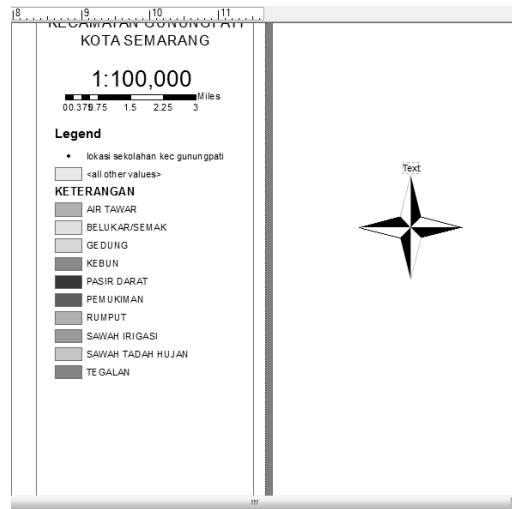 8 9 10 11
KECAMATAN GUNUNGPATI
KOTA SEMARANG
1:100,000
Miles
0 0.375 0.75 1.5 2.25 3
Legend
lokasi sekolahan kec gunungpati
<all other values>
KETERANGAN
AIR TAWAR
BELUKAR/SEMAK
GEDUNG
KEBUN
PASIR DARAT
PEMUKIMAN
RUMPUT
SAWAH IRIGASI
SAWAH TADAH HUJAN
TEGALAN
Text